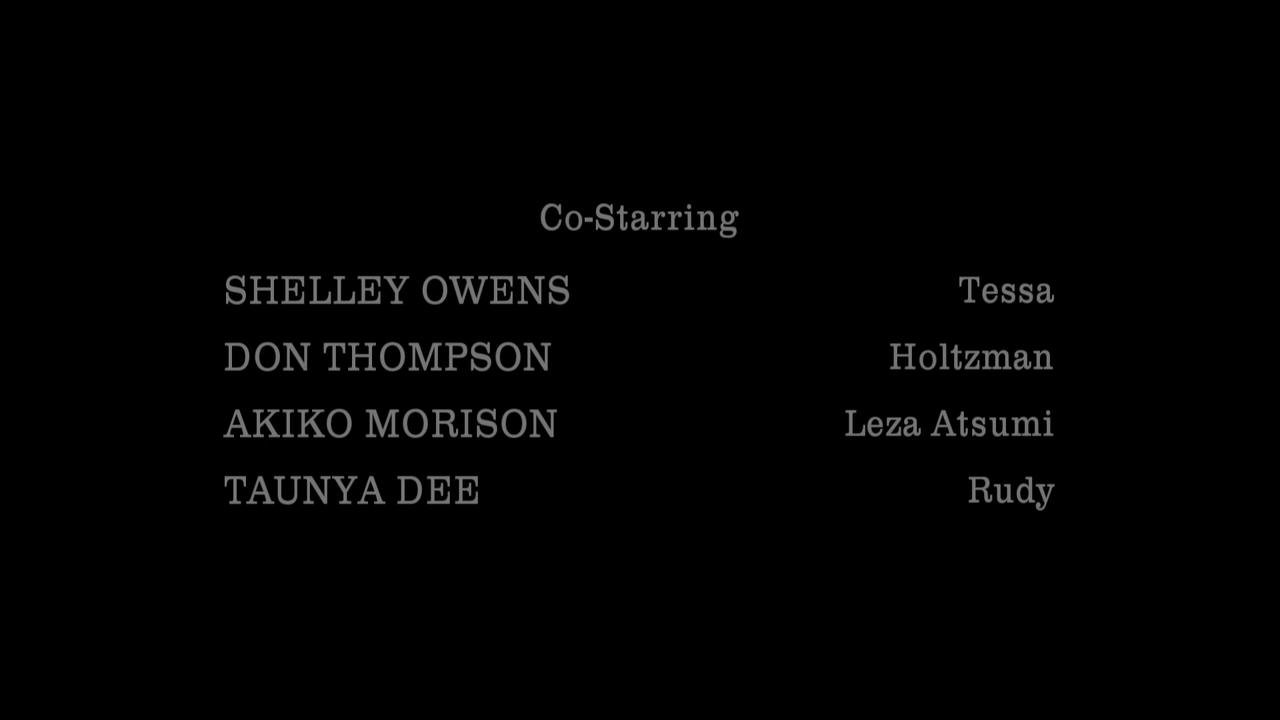 Co-Starring
SHELLEY OWENS Tessa
DON THOMPSON Holtzman
AKIKO MORISON Leza Atsumi
TAUNYA DEE Rudy